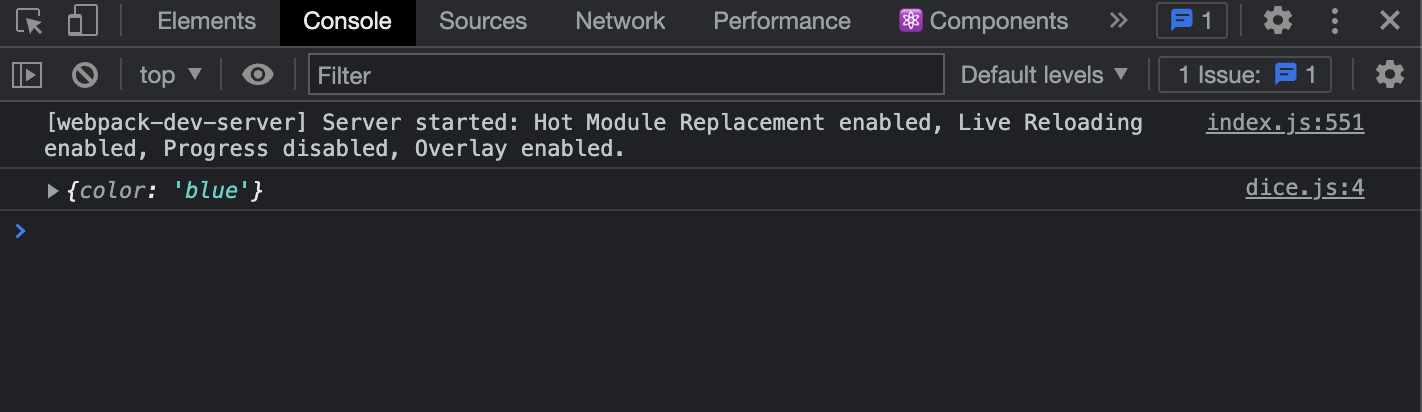 Elements Console Sources Network Performance Components 1
top Filter Default levels 1 Issue: 1
[webpack-dev-server] Server started: Hot Module Replacement enabled, Live Reloading index.js:551
enabled, Progress disabled, Overlay enabled.
{color: 'blue'} dice.js:4